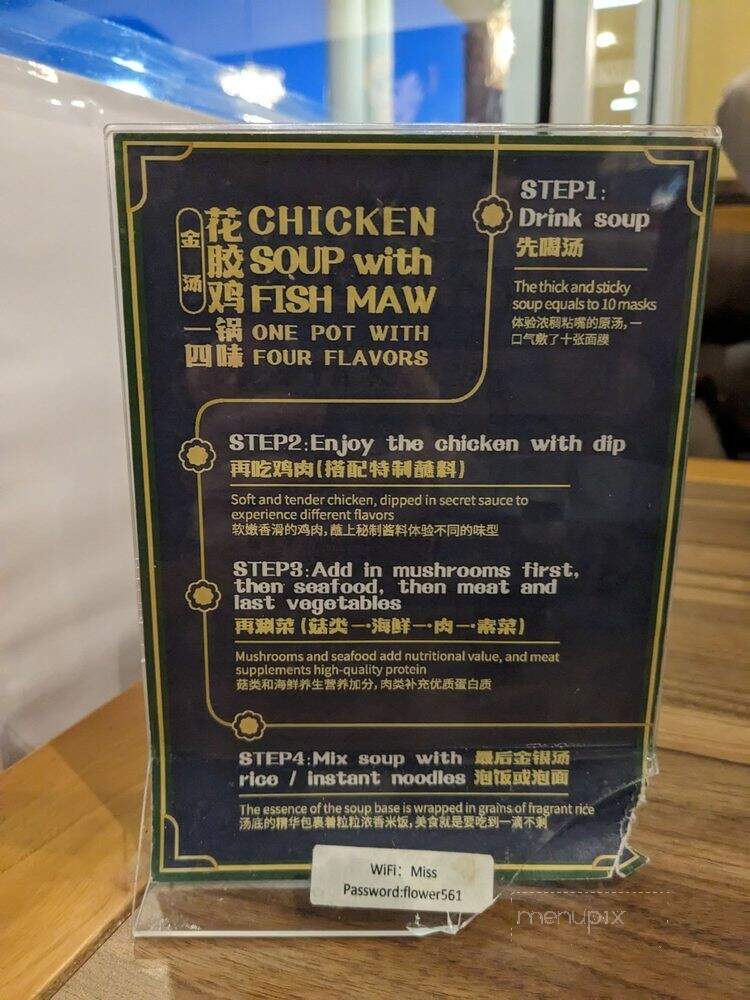 金汤
花胶鸡
CHICKEN
SOUP with
FISH MAW
一锅
四味
ONE POT WITH
FOUR FLAVORS
STEP1:
Drink soup
先喝汤
The thick and sticky
soup equals to 10 masks
体验浓稠粘嘴的原汤,一
口气敷了十张面膜
STEP2:Enjoy the chicken with dip
再吃鸡肉(搭配特制蘸料)
Soft and tender chicken, dipped in secret sauce to
experience different flavors
软嫩香滑的鸡肉,蘸上秘制酱料体验不同的味型
STEP3:Add in mushrooms first,
then seafood, then meat and
last vegetables
再涮菜(菇类一·海鲜一·肉一·素菜)
Mushrooms and seafood add nutritional value, and meat
supplements high-quality protein
菇类和海鲜养生营养加分,肉类补充优质蛋白质
STEP4:Mix soup with 最后金银汤
rice / instant noodles 泡饭或泡面
The essence of the soup base is wrapped in grains of fragrant rice
汤底的精华包裹着粒粒浓香米饭,美食就是要吃到一滴不剩
WiFi: Miss
Password:flower561
menupix